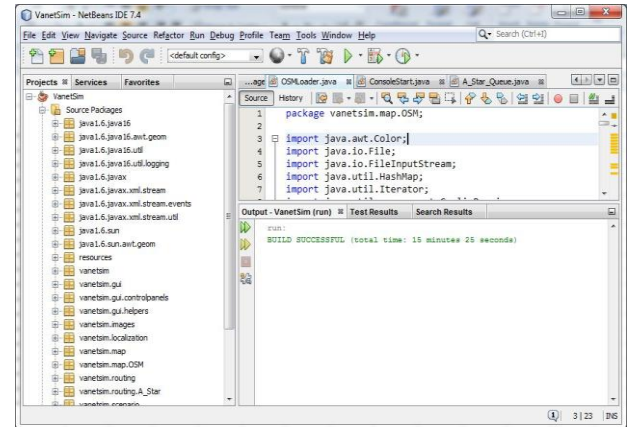 VanetSim - NetBeans IDE 7.4
File Edit View Navigate Source Refactor Run Debug Profile Team Tools Window Help
Search (Ctrl+I)
<default config>
Projects Services Favorites
...age OSMLoader.java ConsoleStart.java A_Star_Queue.java
Source History
VanetSim
Source Packages
java1.6.java16
java1.6.java16.awt.geom
java1.6.java16.util
java1.6.java16.util.logging
java1.6.javax
java1.6.javax.xml.stream
java1.6.javax.xml.stream.events
java1.6.javax.xml.stream.util
java1.6.sun
java1.6.sun.awt.geom
resources
vanetsim
vanetsim.gui
vanetsim.gui.controlpanels
vanetsim.gui.helpers
vanetsim.images
vanetsim.localization
vanetsim.map
vanetsim.map.OSM
vanetsim.routing
vanetsim.routing.A_Star
vanetsim.scenario
1 package vanetsim.map.OSM;
2
3 import java.awt.Color;
4 import java.io.File;
5 import java.io.FileInputStream;
6 import java.util.HashMap;
7 import java.util.Iterator;
Output - VanetSim (run) Test Results Search Results
run:
BUILD SUCCESSFUL (total time: 15 minutes 25 seconds)
1 3|23 INS